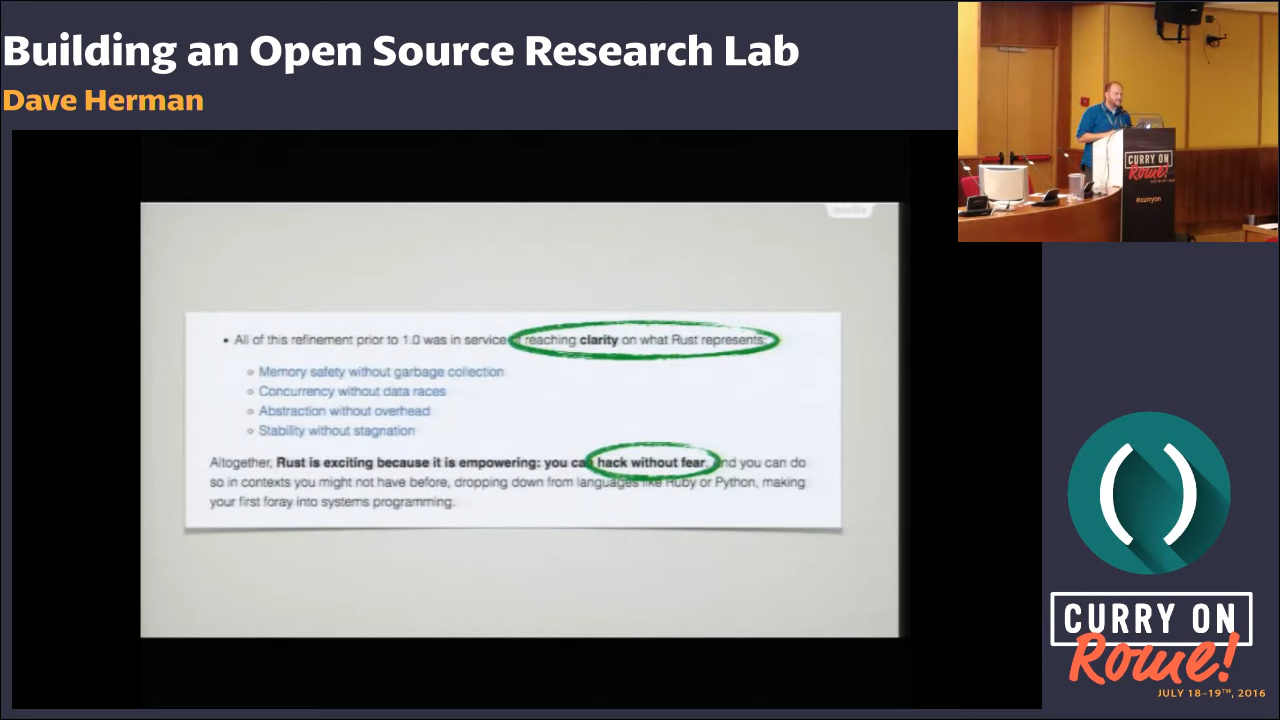 Building an Open Source Research Lab
Dave Herman
mozilla
• All of this refinement prior to 1.0 was in service of reaching clarity on what Rust represents:
Memory safety without garbage collection
Concurrency without data races
Abstraction without overhead
Stability without stagnation
Altogether, Rust is exciting because it is empowering: you can hack without fear. And you can do
so in contexts you might not have before, dropping down from languages like Ruby or Python, making
your first foray into systems programming.
CURRY ON
Rome!
#curryon
( )
CURRY ON
Rome!
JULY 18-19TH, 2016